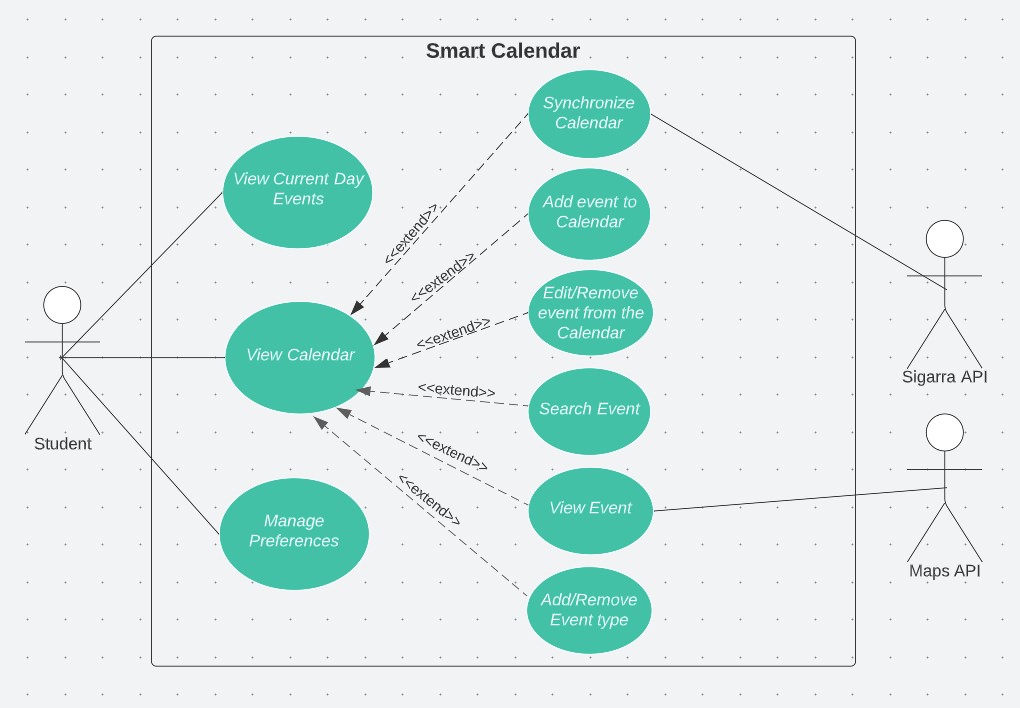 Smart Calendar
Synchronize
Calendar
View Current Day
Events
Add event to
Calendar
<<extend>>
<<extend>>
Edit/Remove
event from the
Calendar
<<extend>>
View Calendar
Sigarra API
<<extend>>
Search Event
Student
<<extend>>
<<extend>>
View Event
Manage
Preferences
Maps API
Add/Remove
Event type